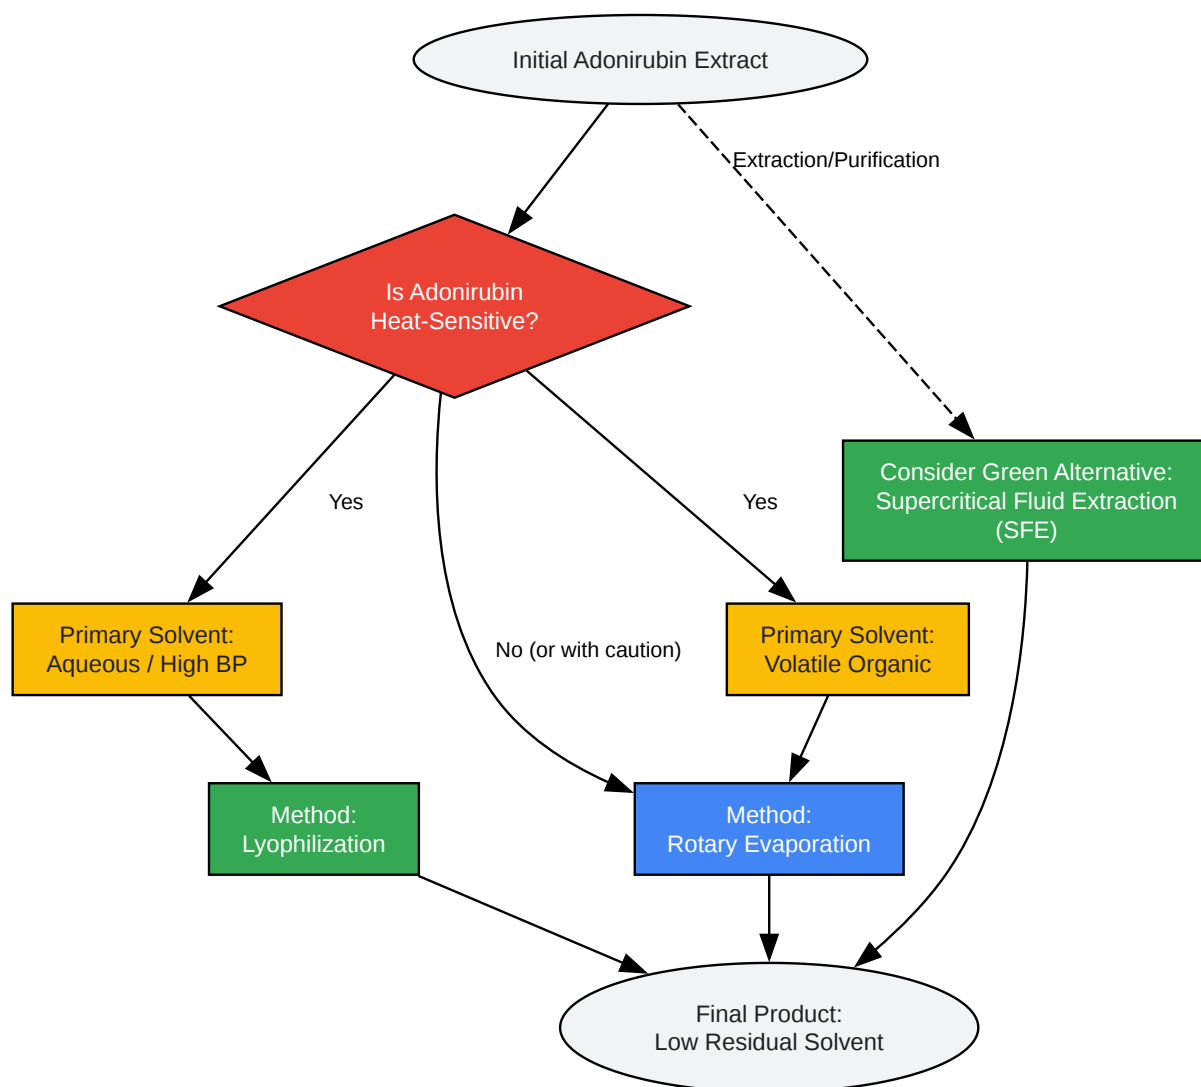 Initial Adonirubin Extract
Extraction/Purification
Is Adonirubin
Heat-Sensitive?
Consider Green Alternative:
Supercritical Fluid Extraction
(SFE)
Yes
Yes
Primary Solvent:
Aqueous / High BP
No (or with caution)
Primary Solvent:
Volatile Organic
Method:
Lyophilization
Method:
Rotary Evaporation
Final Product:
Low Residual Solvent